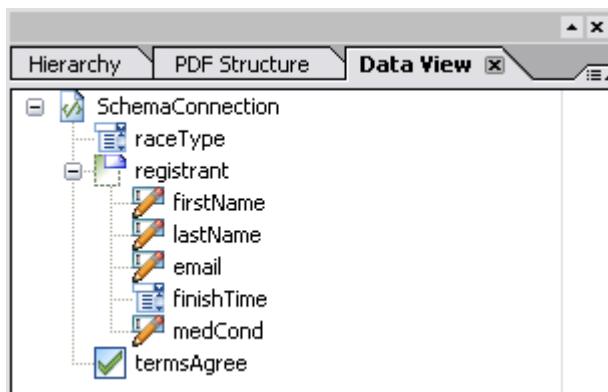 Hierarchy PDF Structure Data View
SchemaConnection
raceType
registrant
firstName
lastName
email
finishTime
medCond
termsAgree